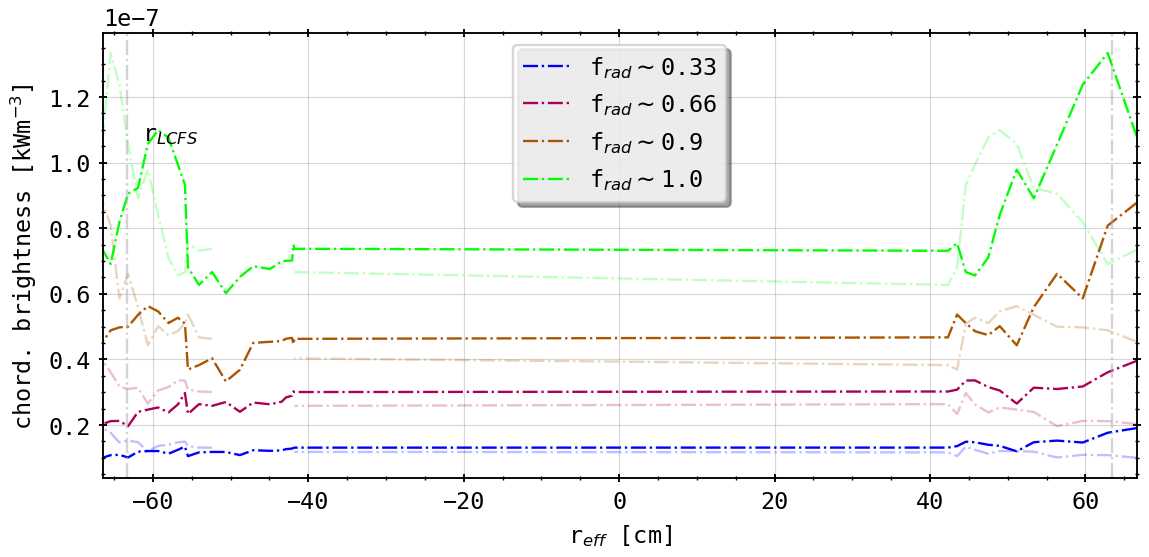 1e−7
chord. brightness [kWm⁻³]
1.2
1.0
0.8
0.6
0.4
0.2
r_LCFS
f_rad ∼ 0.33
f_rad ∼ 0.66
f_rad ∼ 0.9
f_rad ∼ 1.0
−60 −40 −20 0 20 40 60
r_eff [cm]